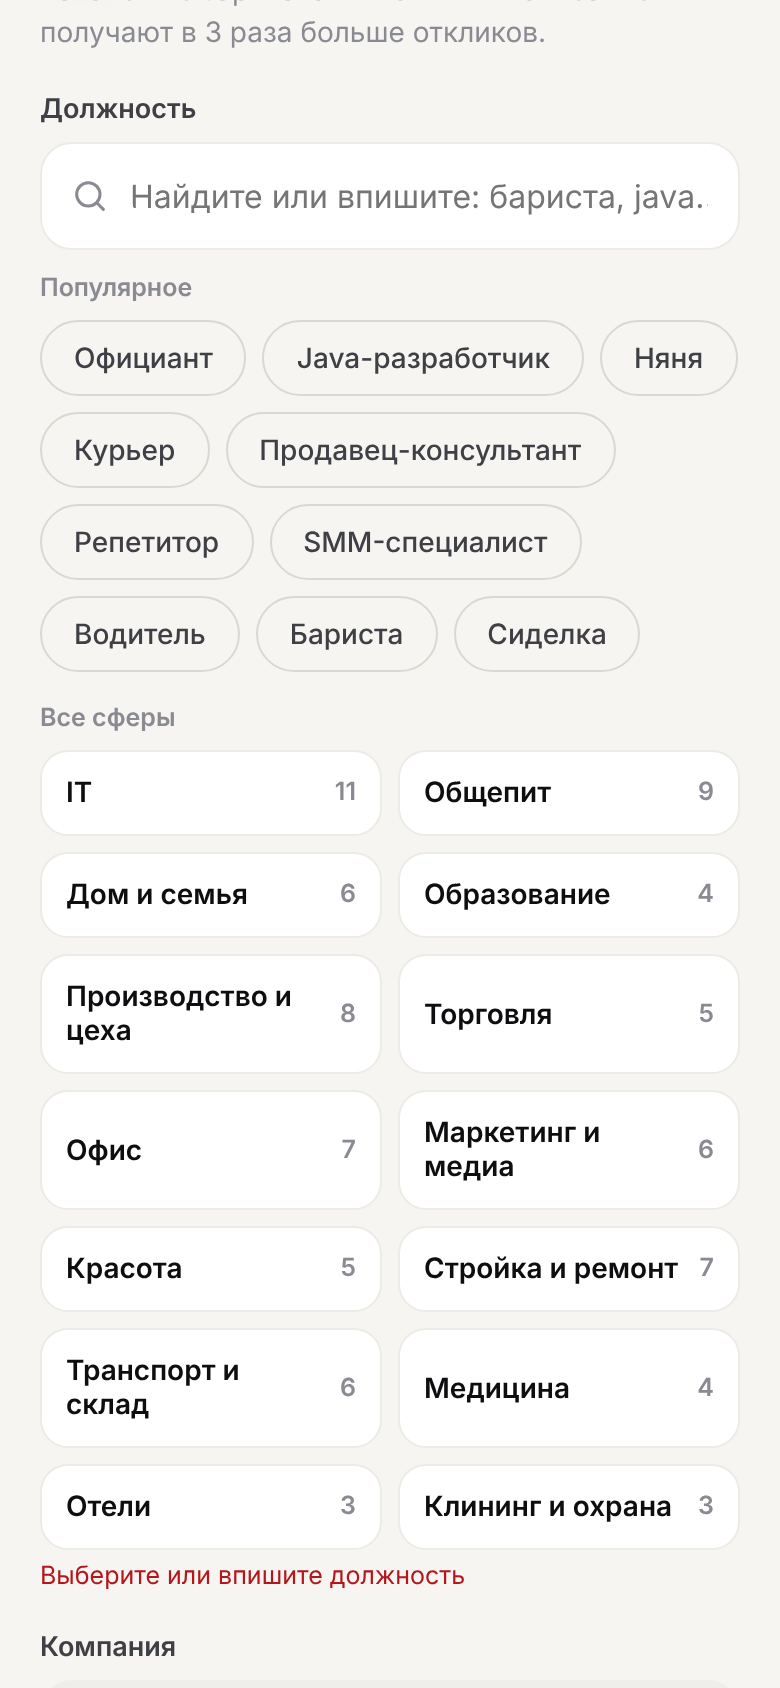 получают в 3 раза больше откликов.
Должность
Найдите или впишите: бариста, java.
Популярное
Официант
Java-разработчик
Няня
Курьер
Продавец-консультант
Репетитор
SMM-специалист
Водитель
Бариста
Сиделка
Все сферы
IT 11
Общепит 9
Дом и семья 6
Образование 4
Производство и
цеха 8
Торговля 5
Офис 7
Маркетинг и
медиа 6
Красота 5
Стройка и ремонт 7
Транспорт и
склад 6
Медицина 4
Отели 3
Клининг и охрана 3
Выберите или впишите должность
Компания